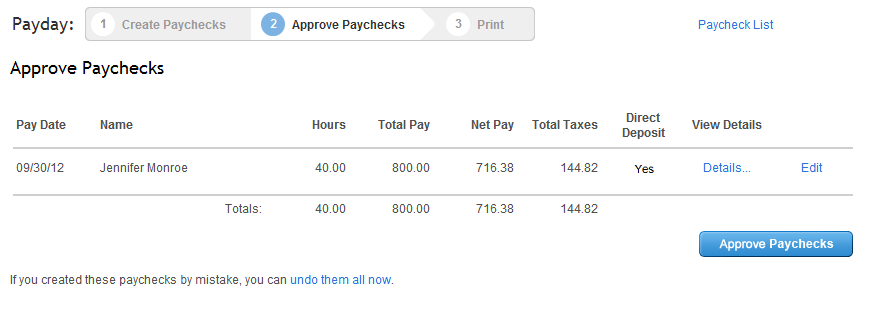 Payday: 1 Create Paychecks 2 Approve Paychecks 3 Print Paycheck List
Approve Paychecks
Pay Date Name Hours Total Pay Net Pay Total Taxes Direct Deposit View Details
09/30/12 Jennifer Monroe 40.00 800.00 716.38 144.82 Yes Details... Edit
Totals: 40.00 800.00 716.38 144.82
Approve Paychecks
If you created these paychecks by mistake, you can undo them all now.